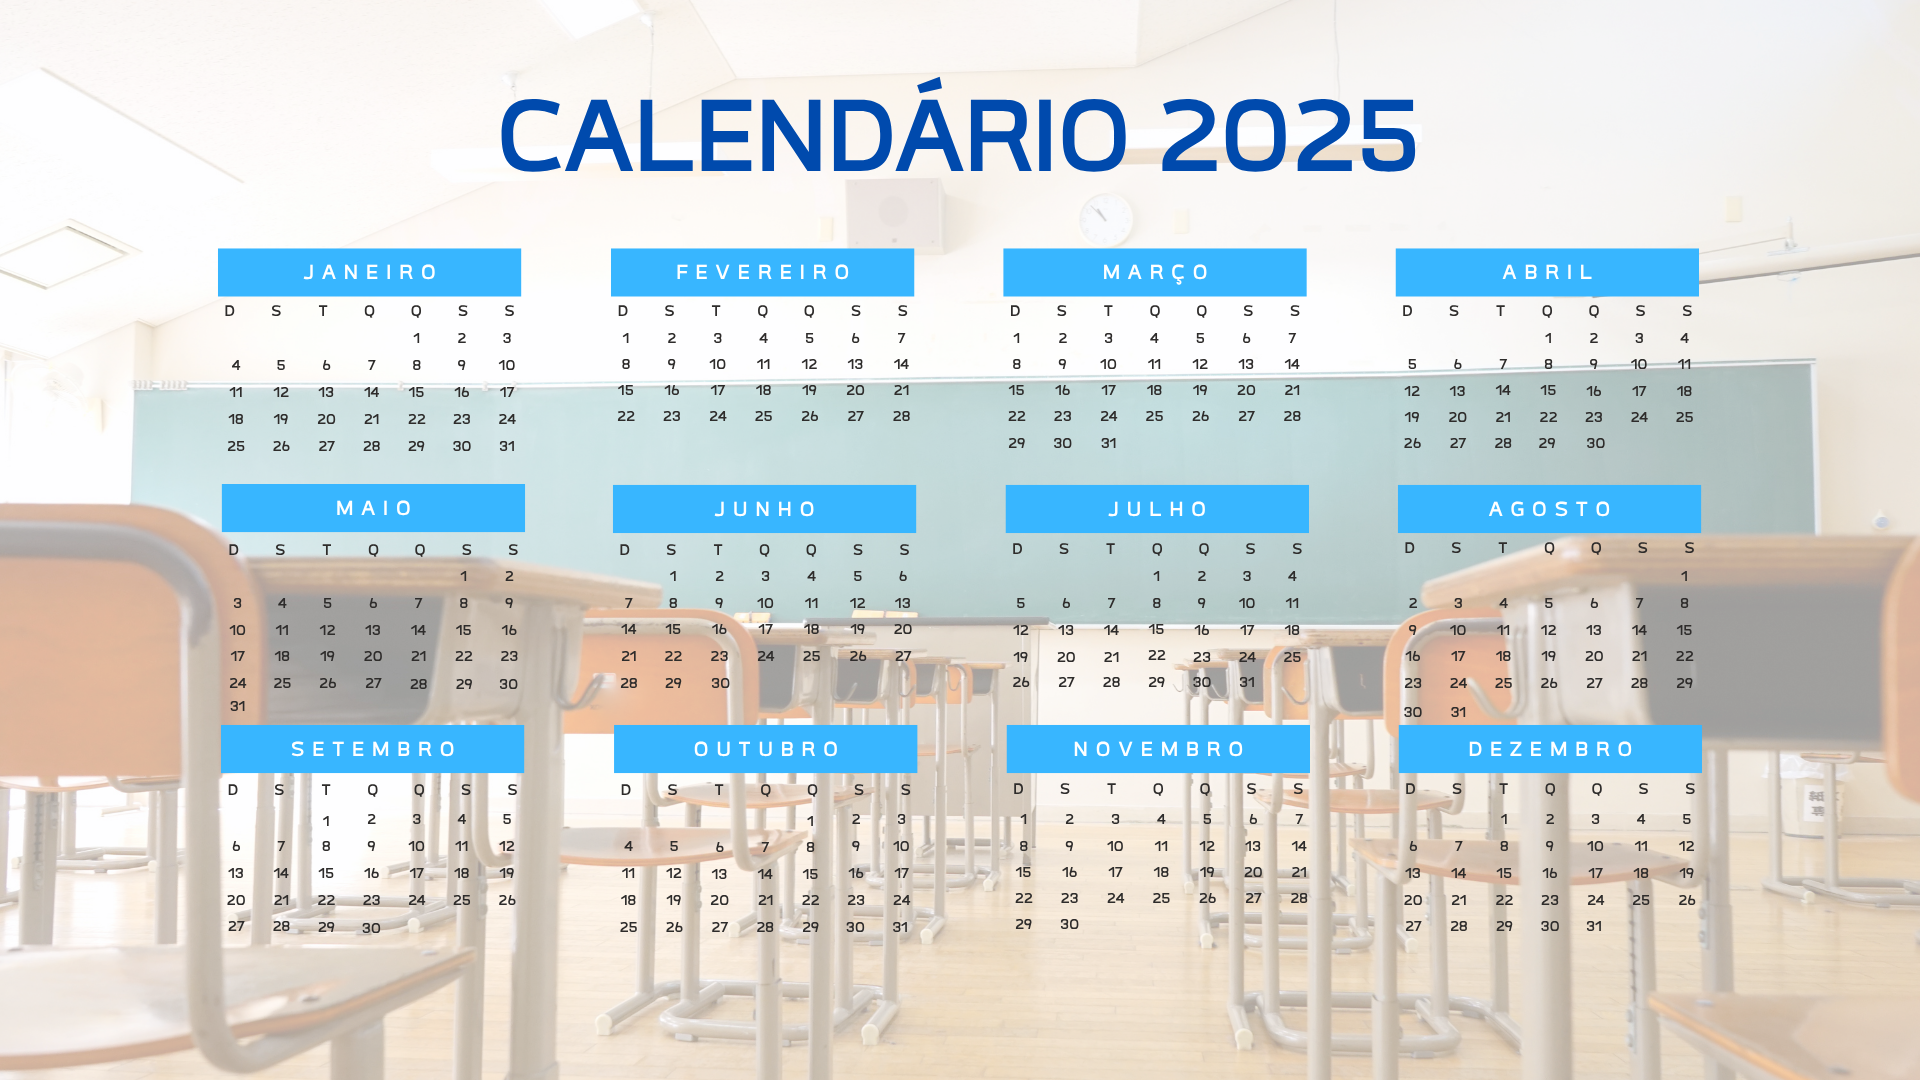 CALENDÁRIO 2025
JANEIRO
D S T Q Q S S
1 2 3
4 5 6 7 8 9 10
11 12 13 14 15 16 17
18 19 20 21 22 23 24
25 26 27 28 29 30 31
FEVEREIRO
D S T Q Q S S
1 2 3 4 5 6 7
8 9 10 11 12 13 14
15 16 17 18 19 20 21
22 23 24 25 26 27 28
MARÇO
D S T Q Q S S
1 2 3 4 5 6 7
8 9 10 11 12 13 14
15 16 17 18 19 20 21
22 23 24 25 26 27 28
29 30 31
ABRIL
D S T Q Q S S
1 2 3 4
5 6 7 8 9 10 11
12 13 14 15 16 17 18
19 20 21 22 23 24 25
26 27 28 29 30
MAIO
D S T Q Q S S
1 2
3 4 5 6 7 8 9
10 11 12 13 14 15 16
17 18 19 20 21 22 23
24 25 26 27 28 29 30
31
JUNHO
D S T Q Q S S
1 2 3 4 5 6
7 8 9 10 11 12 13
14 15 16 17 18 19 20
21 22 23 24 25 26 27
28 29 30
JULHO
D S T Q Q S S
1 2 3 4
5 6 7 8 9 10 11
12 13 14 15 16 17 18
19 20 21 22 23 24 25
26 27 28 29 30 31
AGOSTO
D S T Q Q S S
1
2 3 4 5 6 7 8
9 10 11 12 13 14 15
16 17 18 19 20 21 22
23 24 25 26 27 28 29
30 31
SETEMBRO
D S T Q Q S S
1 2 3 4 5
6 7 8 9 10 11 12
13 14 15 16 17 18 19
20 21 22 23 24 25 26
27 28 29 30
OUTUBRO
D S T Q Q S S
1 2 3
4 5 6 7 8 9 10
11 12 13 14 15 16 17
18 19 20 21 22 23 24
25 26 27 28 29 30 31
NOVEMBRO
D S T Q Q S S
1 2 3 4 5 6 7
8 9 10 11 12 13 14
15 16 17 18 19 20 21
22 23 24 25 26 27 28
29 30
DEZEMBRO
D S T Q Q S S
1 2 3 4 5
6 7 8 9 10 11 12
13 14 15 16 17 18 19
20 21 22 23 24 25 26
27 28 29 30 31